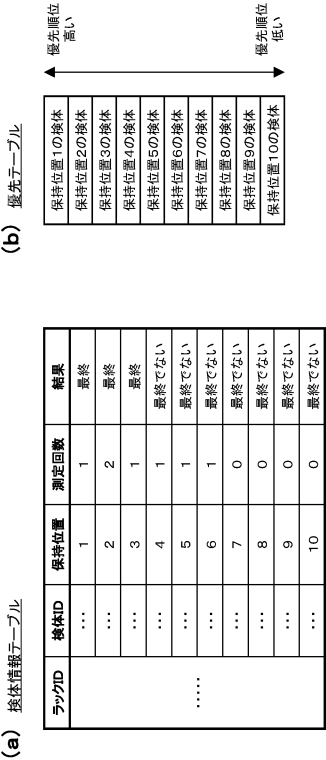 (a) 検体情報テーブル
ラックID 検体ID 保持位置 測定回数 結果
····· ··· 1 1 最終
··· 2 2 最終
··· 3 1 最終
··· 4 1 最終でない
··· 5 1 最終でない
··· 6 1 最終でない
··· 7 0 最終でない
··· 8 0 最終でない
··· 9 0 最終でない
··· 10 0 最終でない
(b) 優先テーブル
保持位置1の検体
保持位置2の検体
保持位置3の検体
保持位置4の検体
保持位置5の検体
保持位置6の検体
保持位置7の検体
保持位置8の検体
保持位置9の検体
保持位置10の検体
優先順位
高い
優先順位
低い